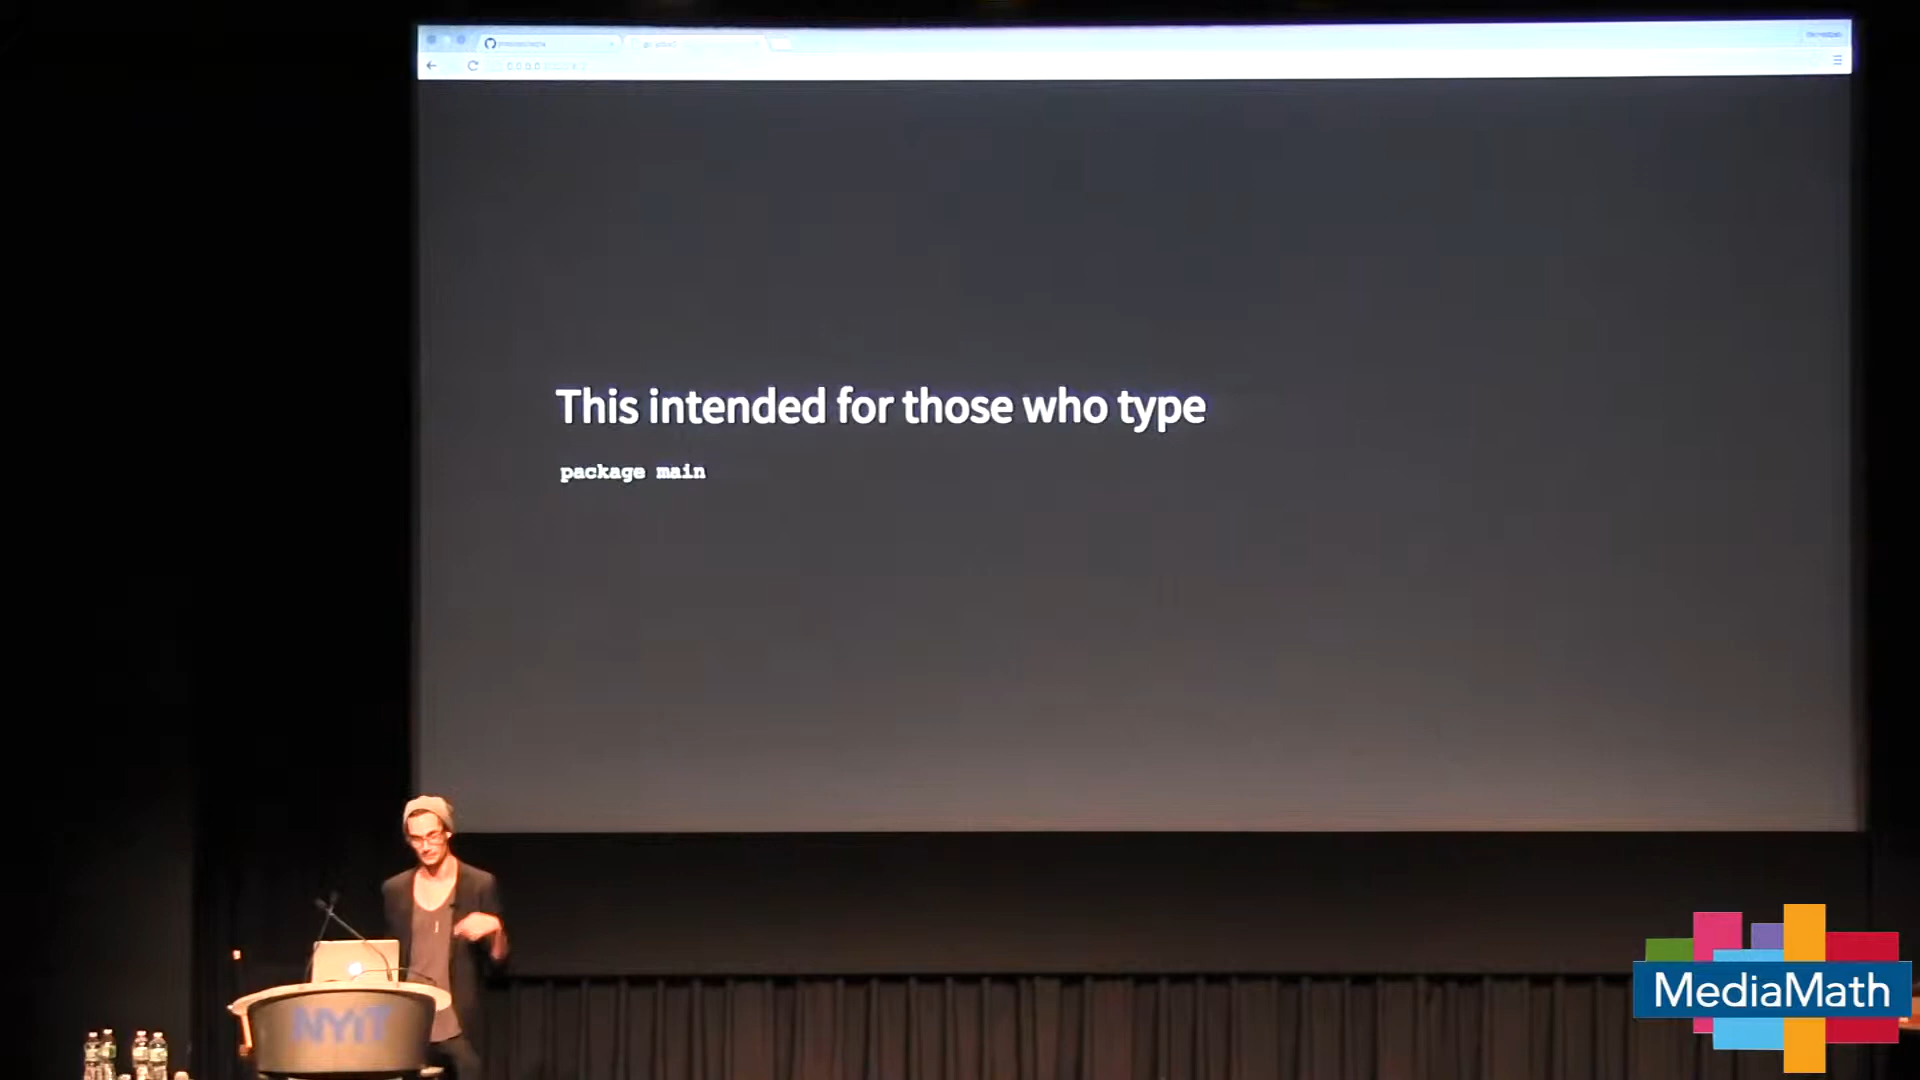 This intended for those who type
package main
NYiT
MediaMath